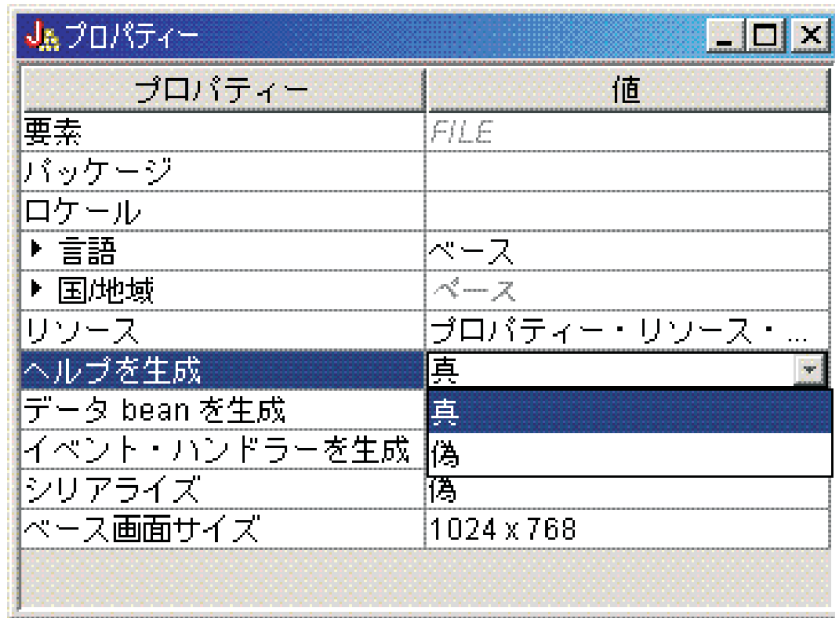 プロパティー
プロパティー 値
要素 FILE
パッケージ
ロケール
言語 ベース
国/地域 ベース
リソース プロパティー・リソース・...
ヘルプを生成 真
データ bean を生成 真
イベント・ハンドラーを生成 偽
シリアライズ 偽
ベース画面サイズ 1024 x 768